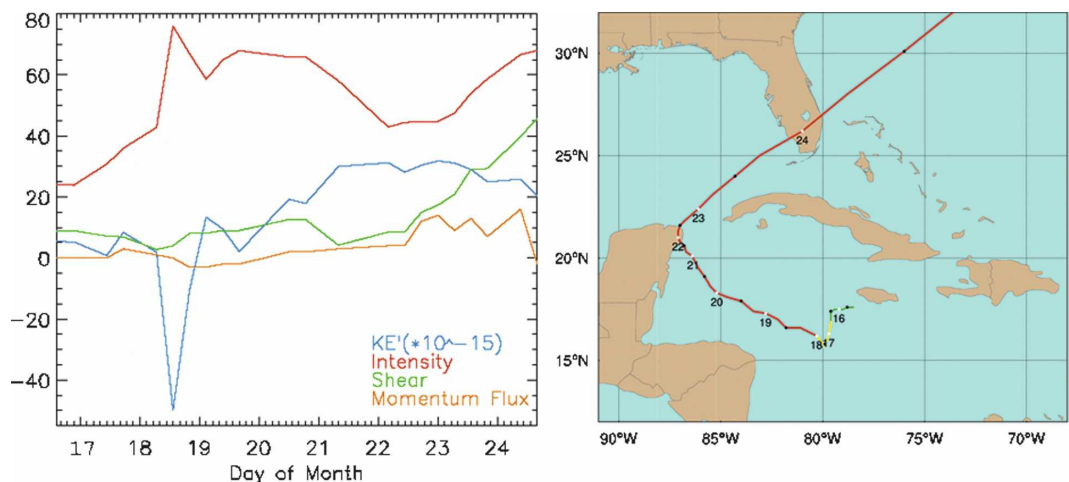 80
60
40
20
0
-20
-40
KE'(*10^-15)
Intensity
Shear
Momentum Flux
17 18 19 20 21 22 23 24
Day of Month
30°N
25°N
20°N
15°N
24
23
22
21
20
19
18
17
16
90°W 85°W 80°W 75°W 70°W